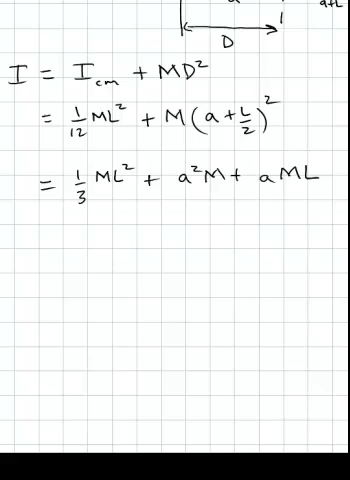 a+L
D
I = I_cm + MD²
= 1/12 ML² + M(a + L/2)²
= 1/3 ML² + a²M + aML